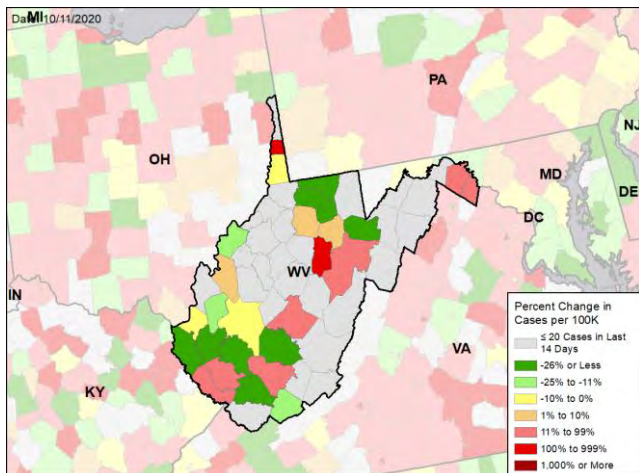 Date: 10/11/2020
MI
PA
NJ
OH
MD
DE
DC
WV
IN
VA
KY
Percent Change in
Cases per 100K
≤ 20 Cases in Last
14 Days
-26% or Less
-25% to -11%
-10% to 0%
1% to 10%
11% to 99%
100% to 999%
1,000% or More